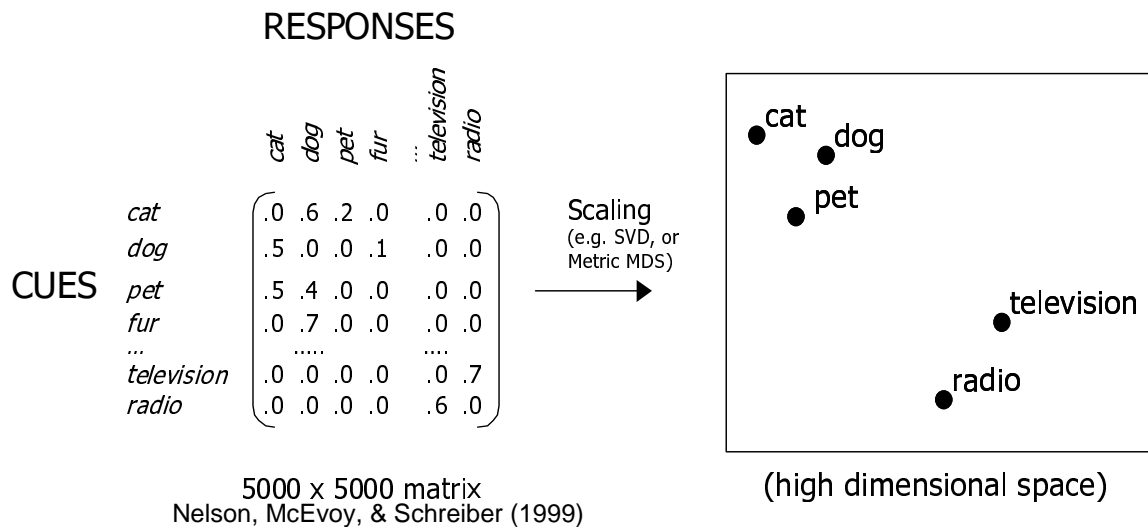 RESPONSES
cat dog pet fur ... television radio
CUES
cat .0 .6 .2 .0 .0 .0
dog .5 .0 .0 .1 .0 .0
pet .5 .4 .0 .0 .0 .0
fur .0 .7 .0 .0 .0 .0
... ..... ....
television .0 .0 .0 .0 .0 .7
radio .0 .0 .0 .0 .6 .0
5000 x 5000 matrix
Nelson, McEvoy, & Schreiber (1999)
Scaling
(e.g. SVD, or
Metric MDS)
cat
dog
pet
television
radio
(high dimensional space)